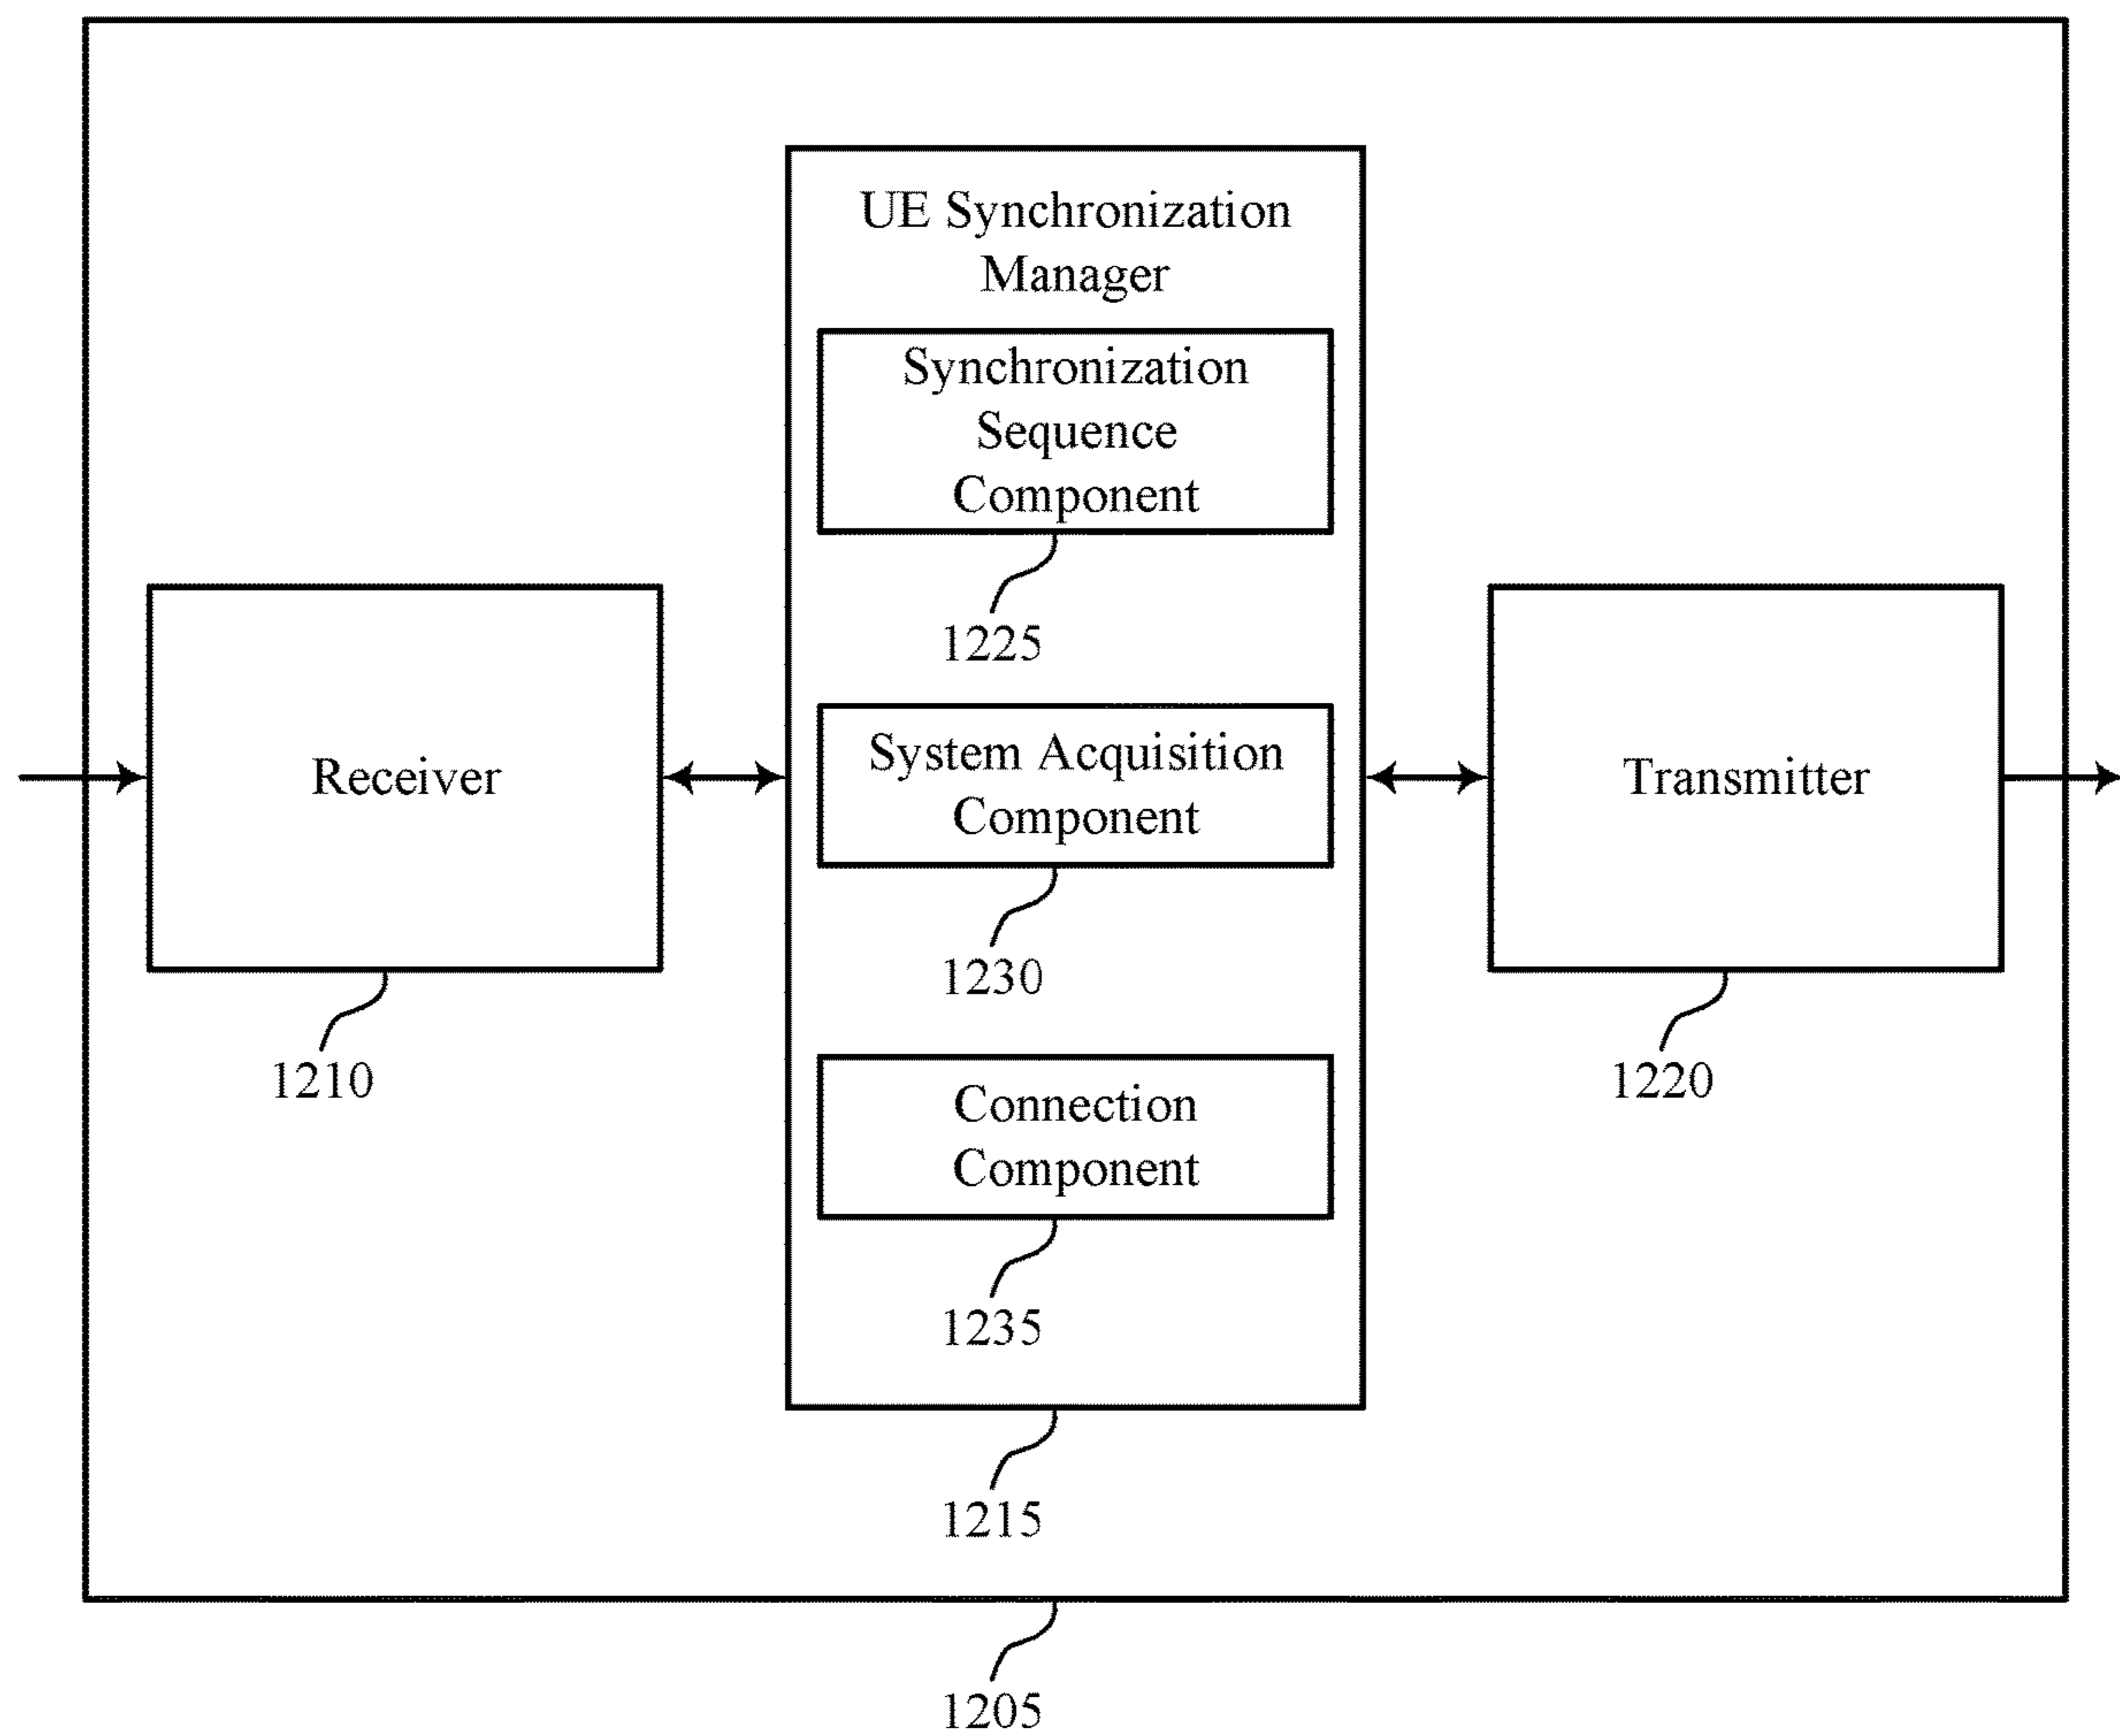 UE Synchronization
Manager
Synchronization
Sequence
Component
1225
Receiver
1210
System Acquisition
Component
1230
Transmitter
1220
Connection
Component
1235
1215
1205